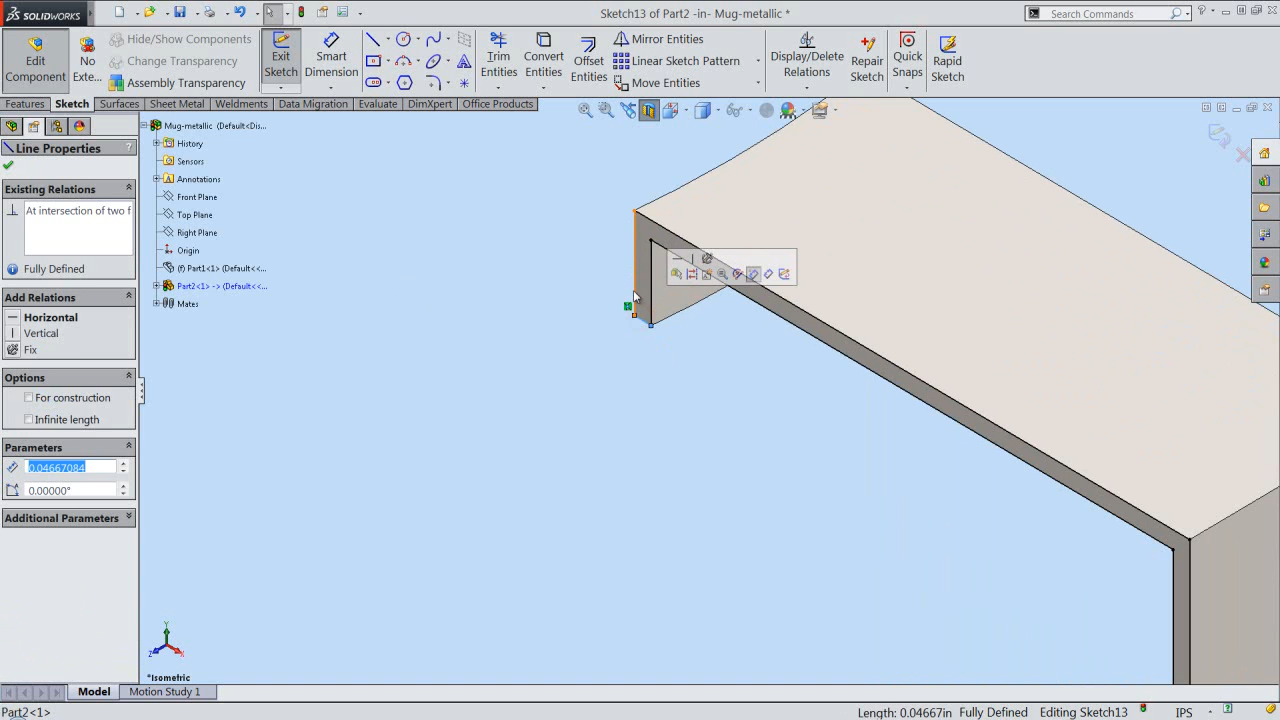 SOLIDWORKS
Sketch13 of Part2 -in- Mug-metallic *
Search Commands
Edit Component
No Exte...
Hide/Show Components
Change Transparency
Assembly Transparency
Exit Sketch
Smart Dimension
Trim Entities
Convert Entities
Offset Entities
Mirror Entities
Linear Sketch Pattern
Move Entities
Display/Delete Relations
Repair Sketch
Quick Snaps
Rapid Sketch
Features
Sketch
Surfaces
Sheet Metal
Weldments
Data Migration
Evaluate
DimXpert
Office Products
Line Properties
?
Existing Relations
At intersection of two f
Fully Defined
Add Relations
Horizontal
Vertical
Fix
Options
For construction
Infinite length
Parameters
0.04667084
0.00000°
Additional Parameters
Mug-metallic (Default<Dis...
History
Sensors
Annotations
Front Plane
Top Plane
Right Plane
Origin
(f) Part1<1> (Default<<...
Part2<1> -> (Default<<...
Mates
Y
Z
X
*Isometric
Model
Motion Study 1
Part2<1>
Length: 0.04667in
Fully Defined
Editing Sketch13
IPS